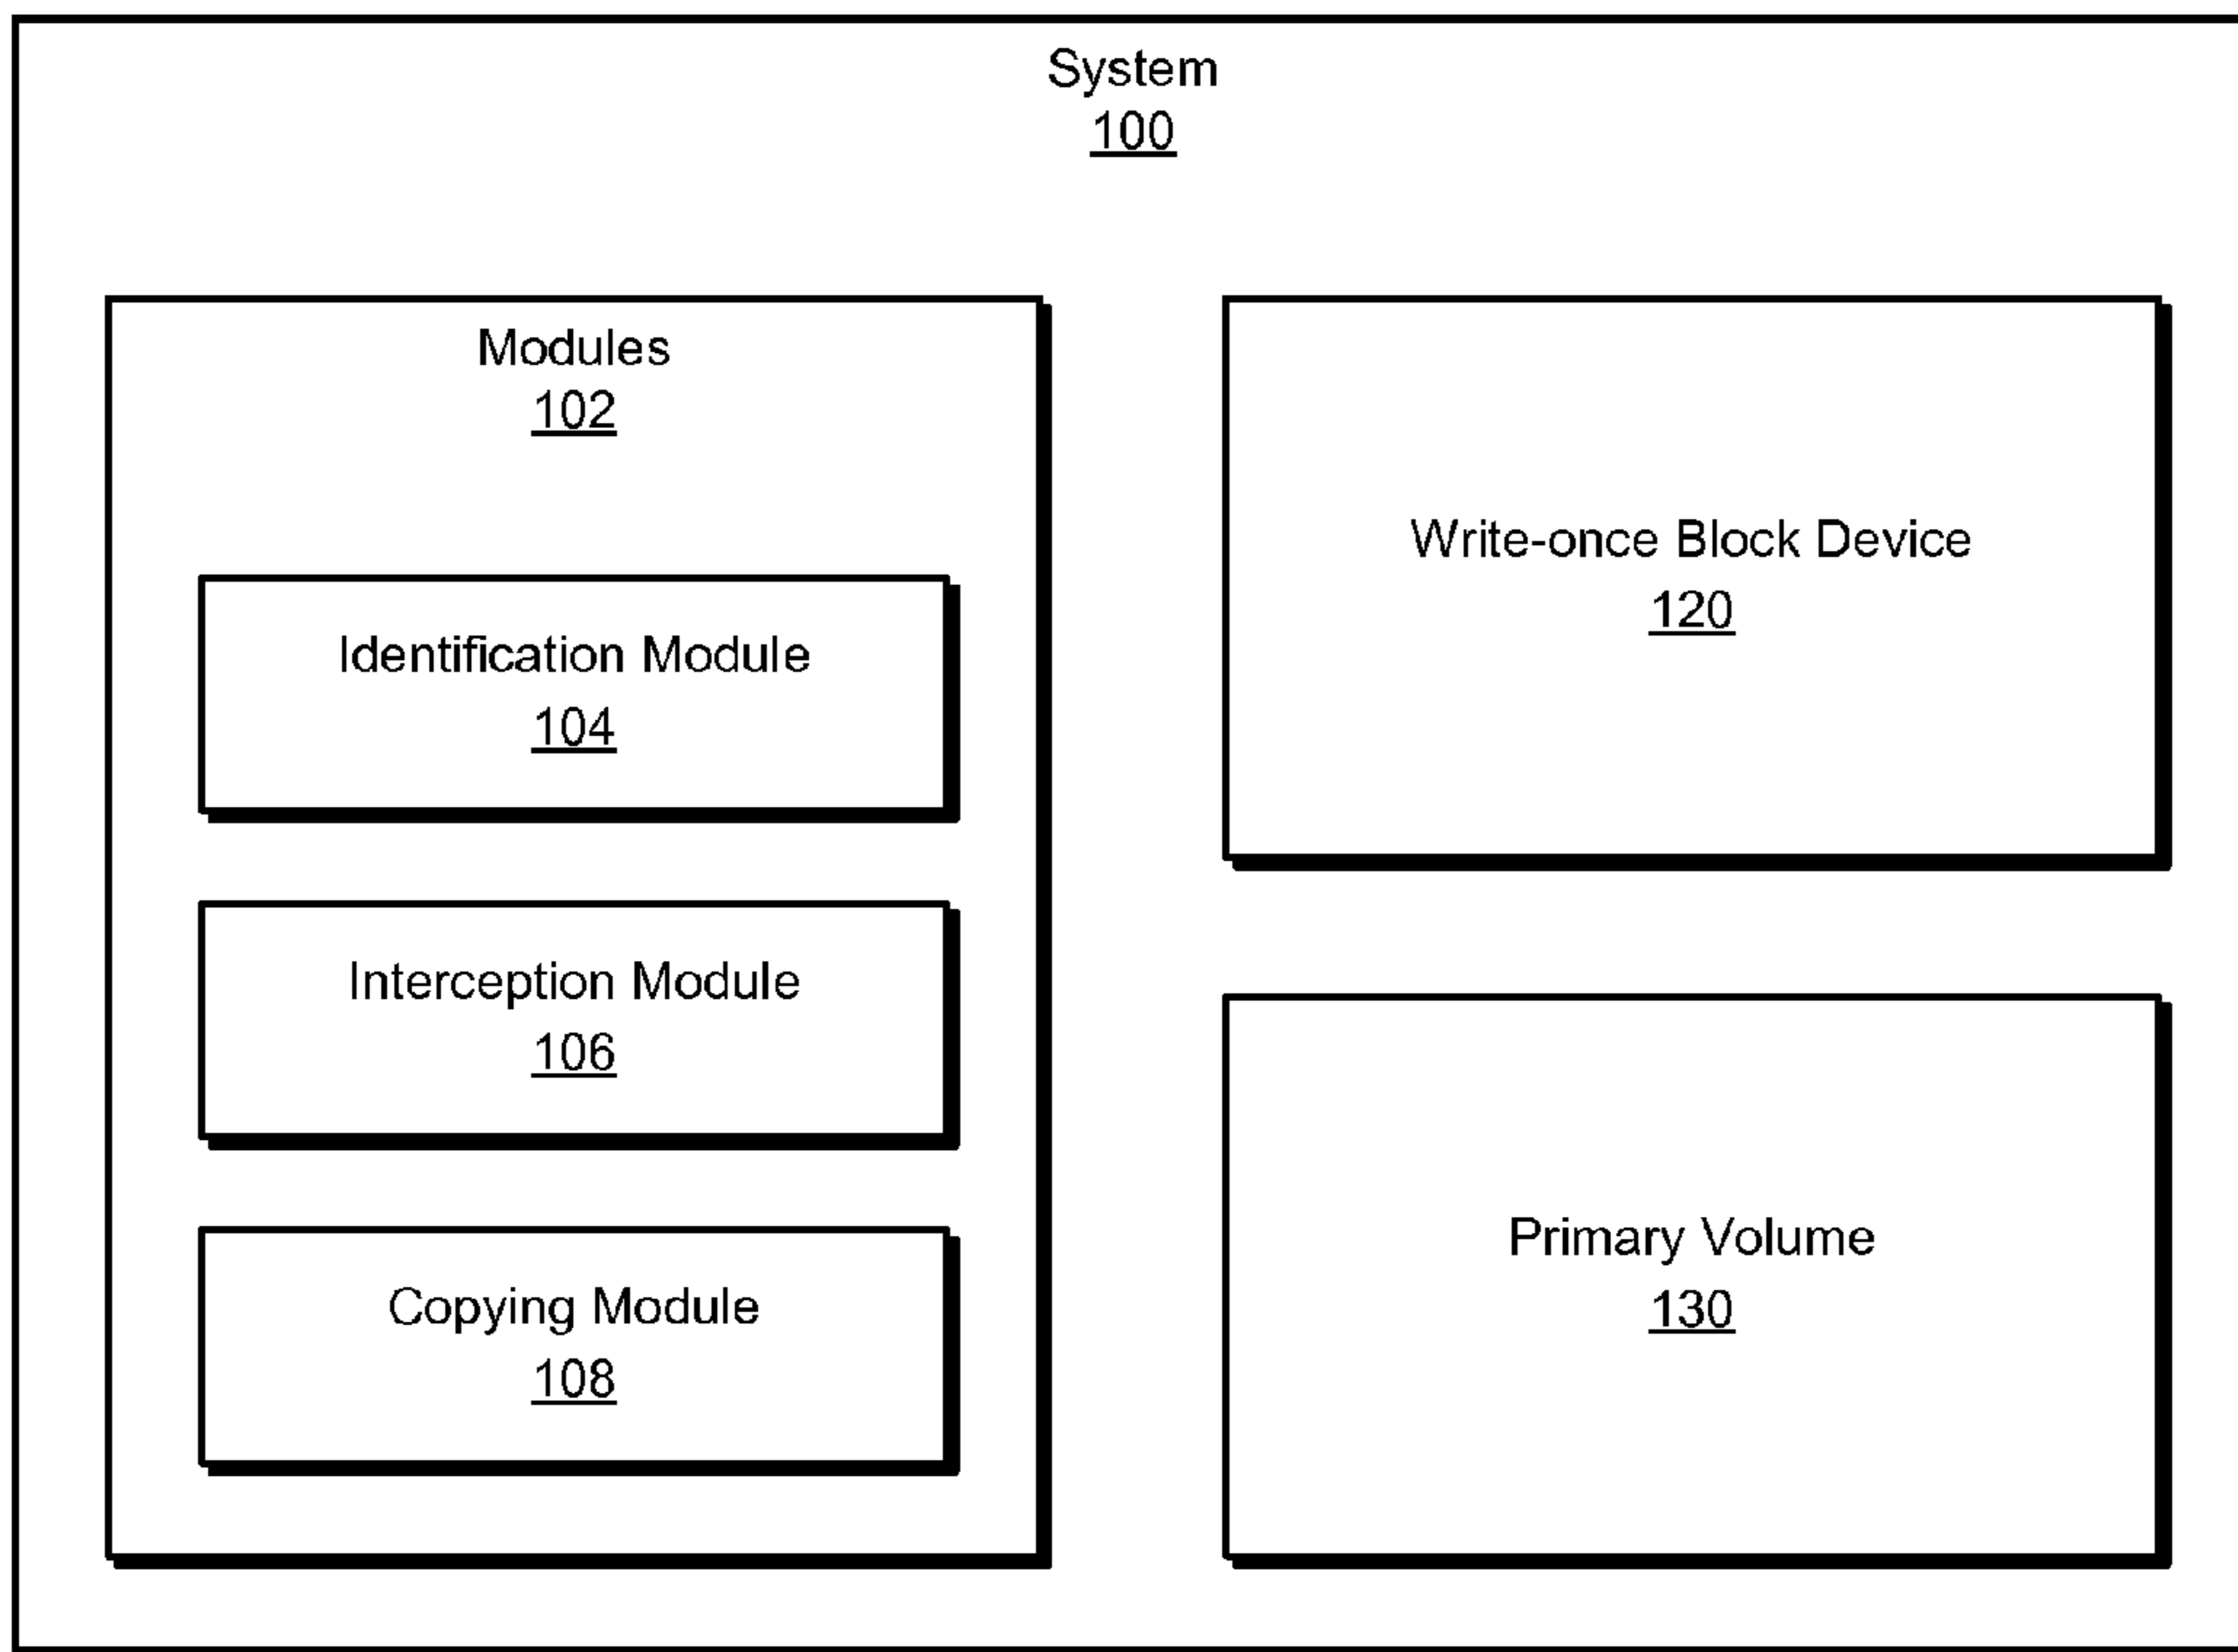 System
100
Modules
102
Identification Module
104
Interception Module
106
Copying Module
108
Write-once Block Device
120
Primary Volume
130